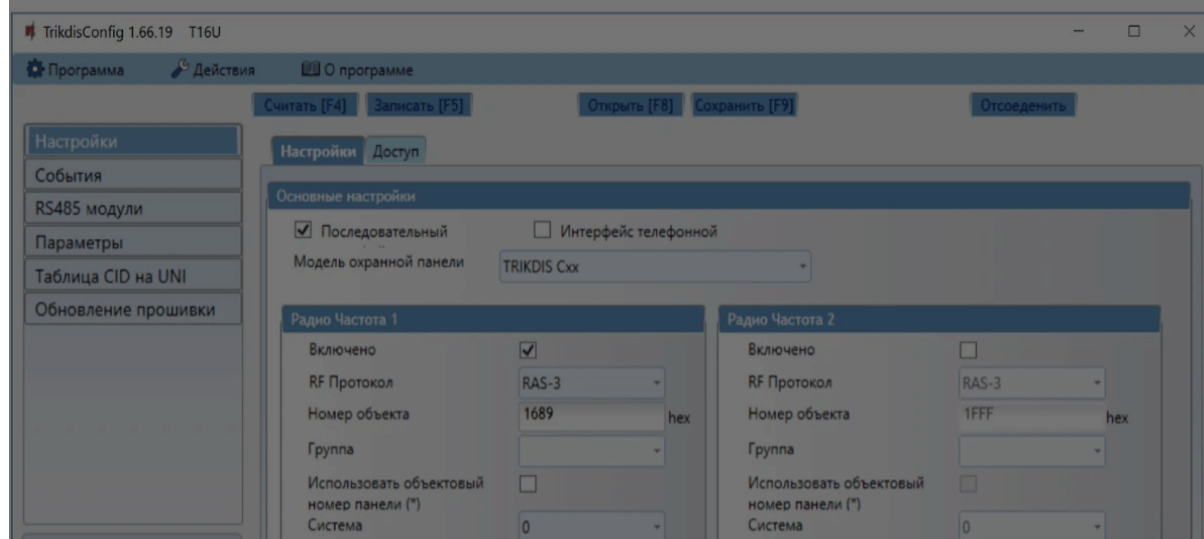 TrikdisConfig 1.66.19 T16U
Программа Действия О программе
Считать [F4] Записать [F5] Открыть [F8] Сохранить [F9] Отсоеденить
Настройки
События
RS485 модули
Параметры
Таблица CID на UNI
Обновление прошивки
Настройки Доступ
Основные настройки
Последовательный Интерфейс телефонной
Модель охранной панели TRIKDIS Cxx
Радио Частота 1
Включено
RF Протокол RAS-3
Номер объекта 1689 hex
Группа
Использовать объектовый
номер панели (*)
Система 0
Радио Частота 2
Включено
RF Протокол RAS-3
Номер объекта 1FFF hex
Группа
Использовать объектовый
номер панели (*)
Система 0